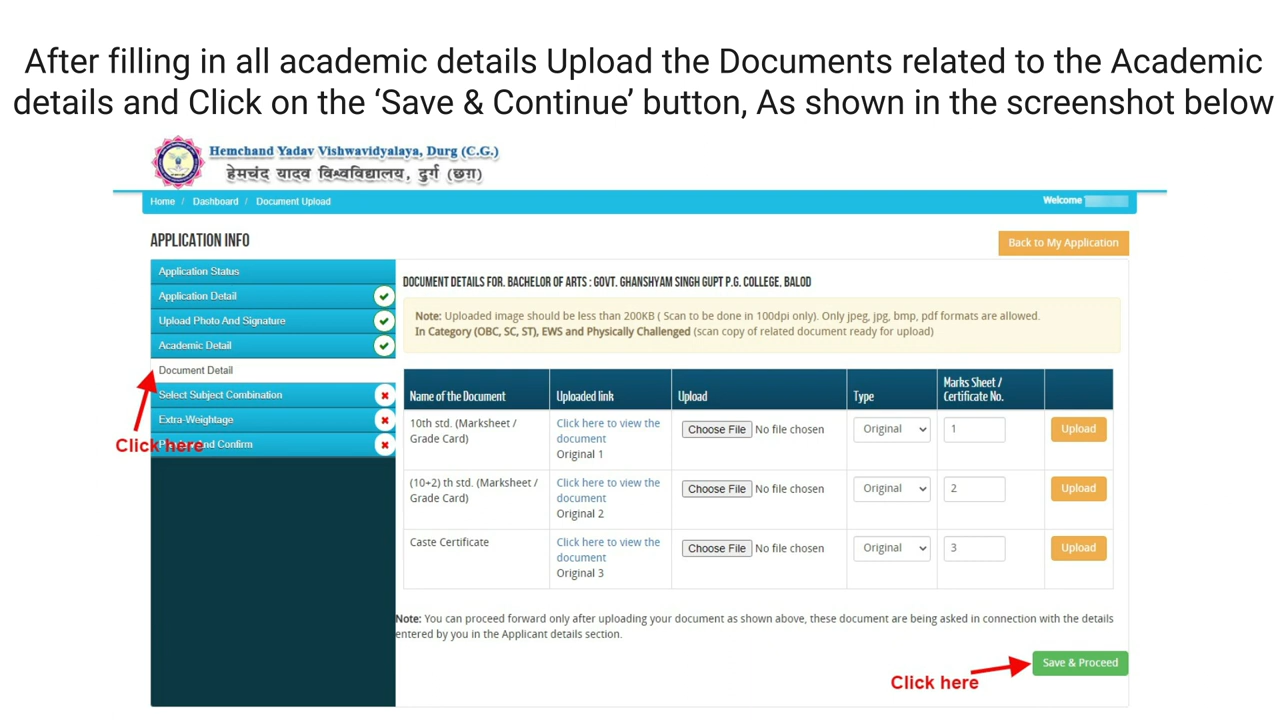 After filling in all academic details Upload the Documents related to the Academic
details and Click on the ‘Save & Continue’ button, As shown in the screenshot below
Hemchand Yadav Vishwavidyalaya, Durg (C.G.)
हेमचंद यादव विश्वविद्यालय, दुर्ग (छग़)
Home / Dashboard / Document Upload
Welcome
APPLICATION INFO
Back to My Application
Application Status
Application Detail
Upload Photo And Signature
Academic Detail
Document Detail
Select Subject Combination
Extra-Weightage
And Confirm
Click here
DOCUMENT DETAILS FOR. BACHELOR OF ARTS : GOVT. GHANSHYAM SINGH GUPT P.G. COLLEGE, BALOD
Note: Uploaded image should be less than 200KB ( Scan to be done in 100dpi only). Only jpeg, jpg, bmp, pdf formats are allowed.
In Category (OBC, SC, ST), EWS and Physically Challenged (scan copy of related document ready for upload)
Name of the Document Uploaded link Upload Type Marks Sheet /
Certificate No.
10th std. (Marksheet / Click here to view the Choose File No file chosen Original 1 Upload
Grade Card) document
Original 1
(10+2) th std. (Marksheet / Click here to view the Choose File No file chosen Original 2 Upload
Grade Card) document
Original 2
Caste Certificate Click here to view the Choose File No file chosen Original 3 Upload
document
Original 3
Note: You can proceed forward only after uploading your document as shown above, these document are being asked in connection with the details
entered by you in the Applicant details section.
Save & Proceed
Click here